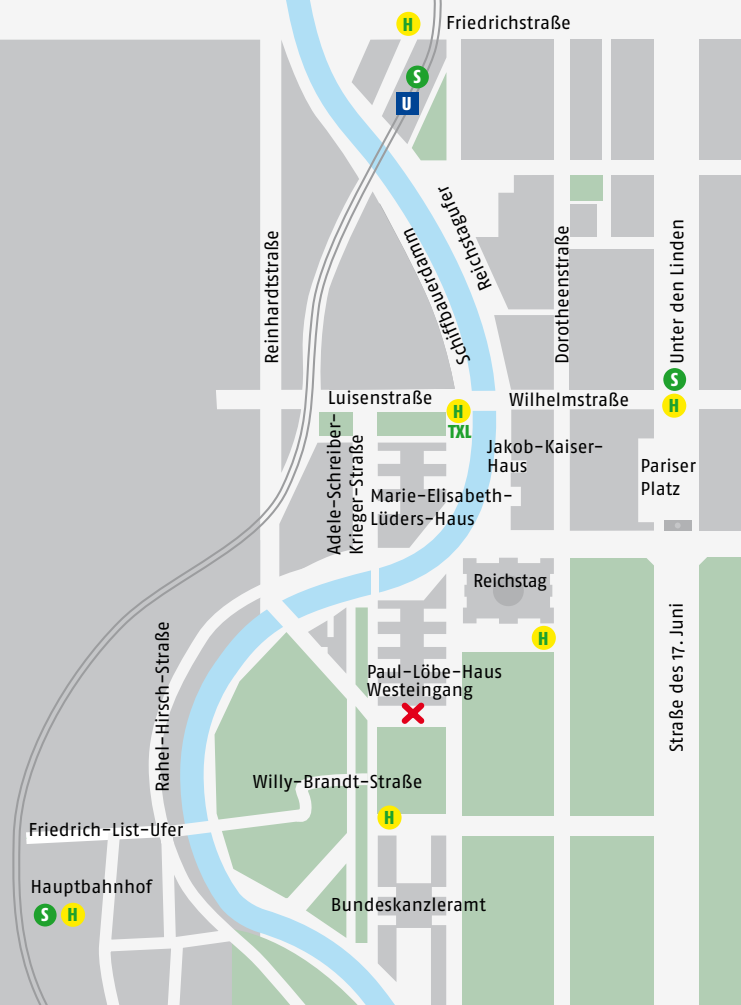 H
Friedrichstraße
S
U
Reichstagufer
Schiffbauerdamm
Reinhardtstraße
Dorotheenstraße
Unter den Linden
S
H
Luisenstraße
Wilhelmstraße
H
TXL
Adele-Schreiber-
Krieger-Straße
Jakob-Kaiser-
Haus
Pariser
Platz
Marie-Elisabeth-
Lüders-Haus
Reichstag
H
Rahel-Hirsch-Straße
Straße des 17. Juni
Paul-Löbe-Haus
Westeingang
Willy-Brandt-Straße
H
Friedrich-List-Ufer
Hauptbahnhof
S
H
Bundeskanzleramt